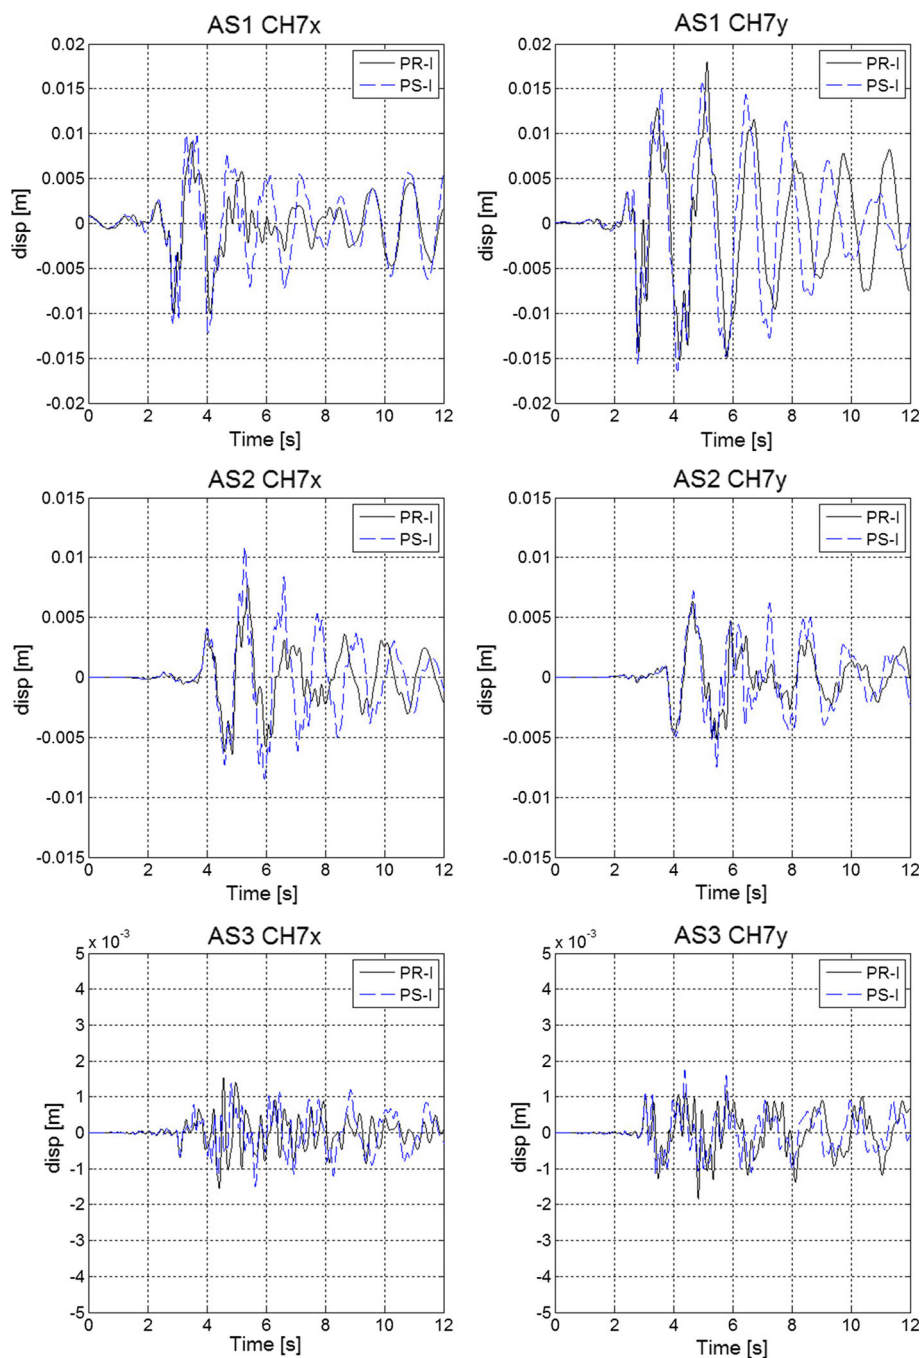 AS1 CH7x
0.02
0.015
0.01
0.005
0
-0.005
-0.01
-0.015
-0.02
disp [m]
PR-I
PS-I
0 2 4 6 8 10 12
Time [s]
AS1 CH7y
0.02
0.015
0.01
0.005
0
-0.005
-0.01
-0.015
-0.02
disp [m]
PR-I
PS-I
0 2 4 6 8 10 12
Time [s]
AS2 CH7x
0.015
0.01
0.005
0
-0.005
-0.01
-0.015
disp [m]
PR-I
PS-I
0 2 4 6 8 10 12
Time [s]
AS2 CH7y
0.015
0.01
0.005
0
-0.005
-0.01
-0.015
disp [m]
PR-I
PS-I
0 2 4 6 8 10 12
Time [s]
AS3 CH7x
x 10⁻³
5
4
3
2
1
0
-1
-2
-3
-4
-5
disp [m]
PR-I
PS-I
0 2 4 6 8 10 12
Time [s]
AS3 CH7y
x 10⁻³
5
4
3
2
1
0
-1
-2
-3
-4
-5
disp [m]
PR-I
PS-I
0 2 4 6 8 10 12
Time [s]